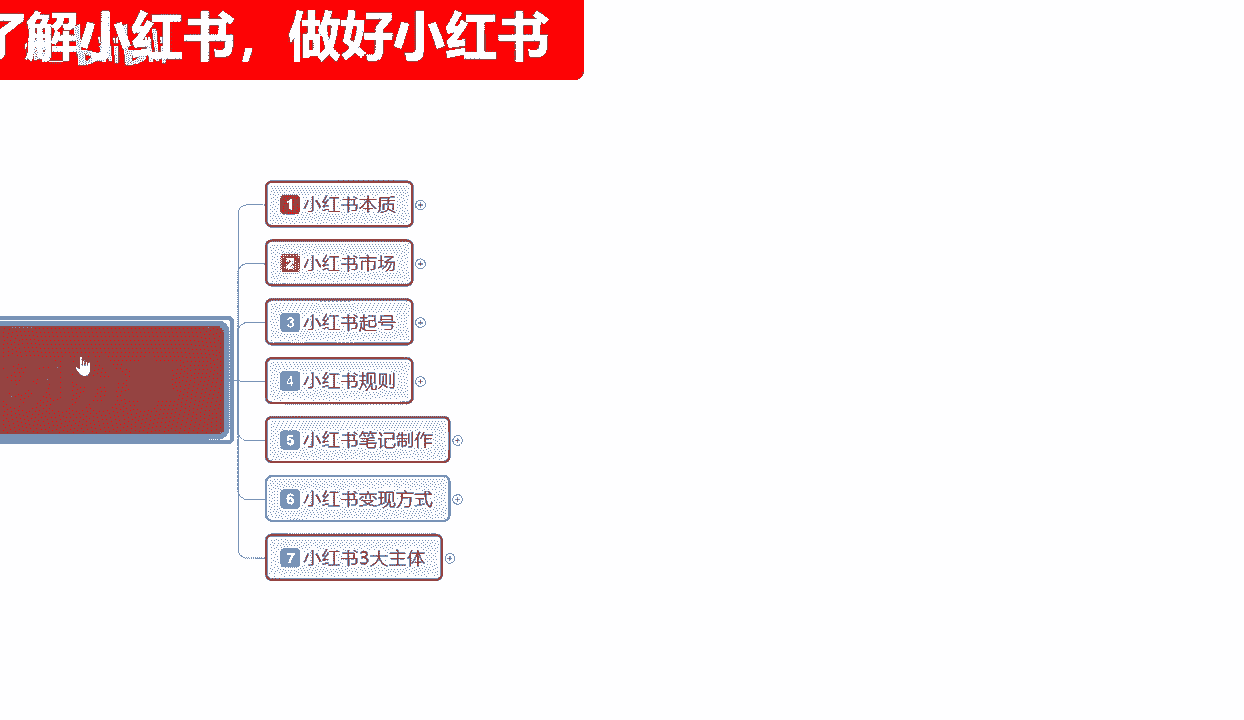 了解小红书，做好小红书
1 小红书本质
2 小红书市场
3 小红书起号
4 小红书规则
5 小红书笔记制作
6 小红书变现方式
7 小红书3大主体